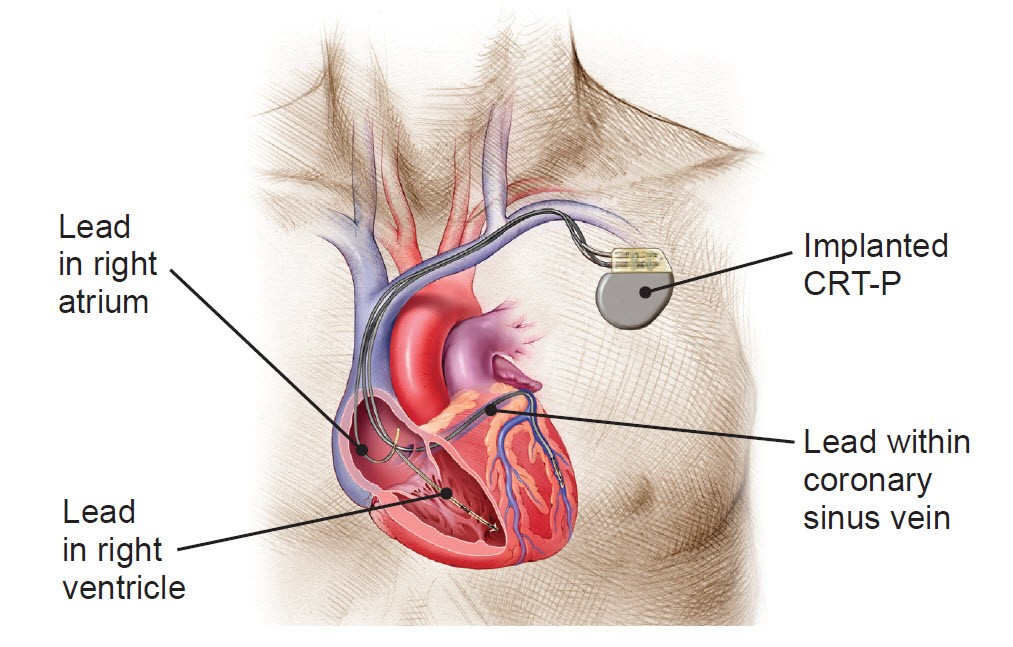 Lead
in right
atrium
Implanted
CRT-P
Lead within
coronary
sinus vein
Lead
in right
ventricle